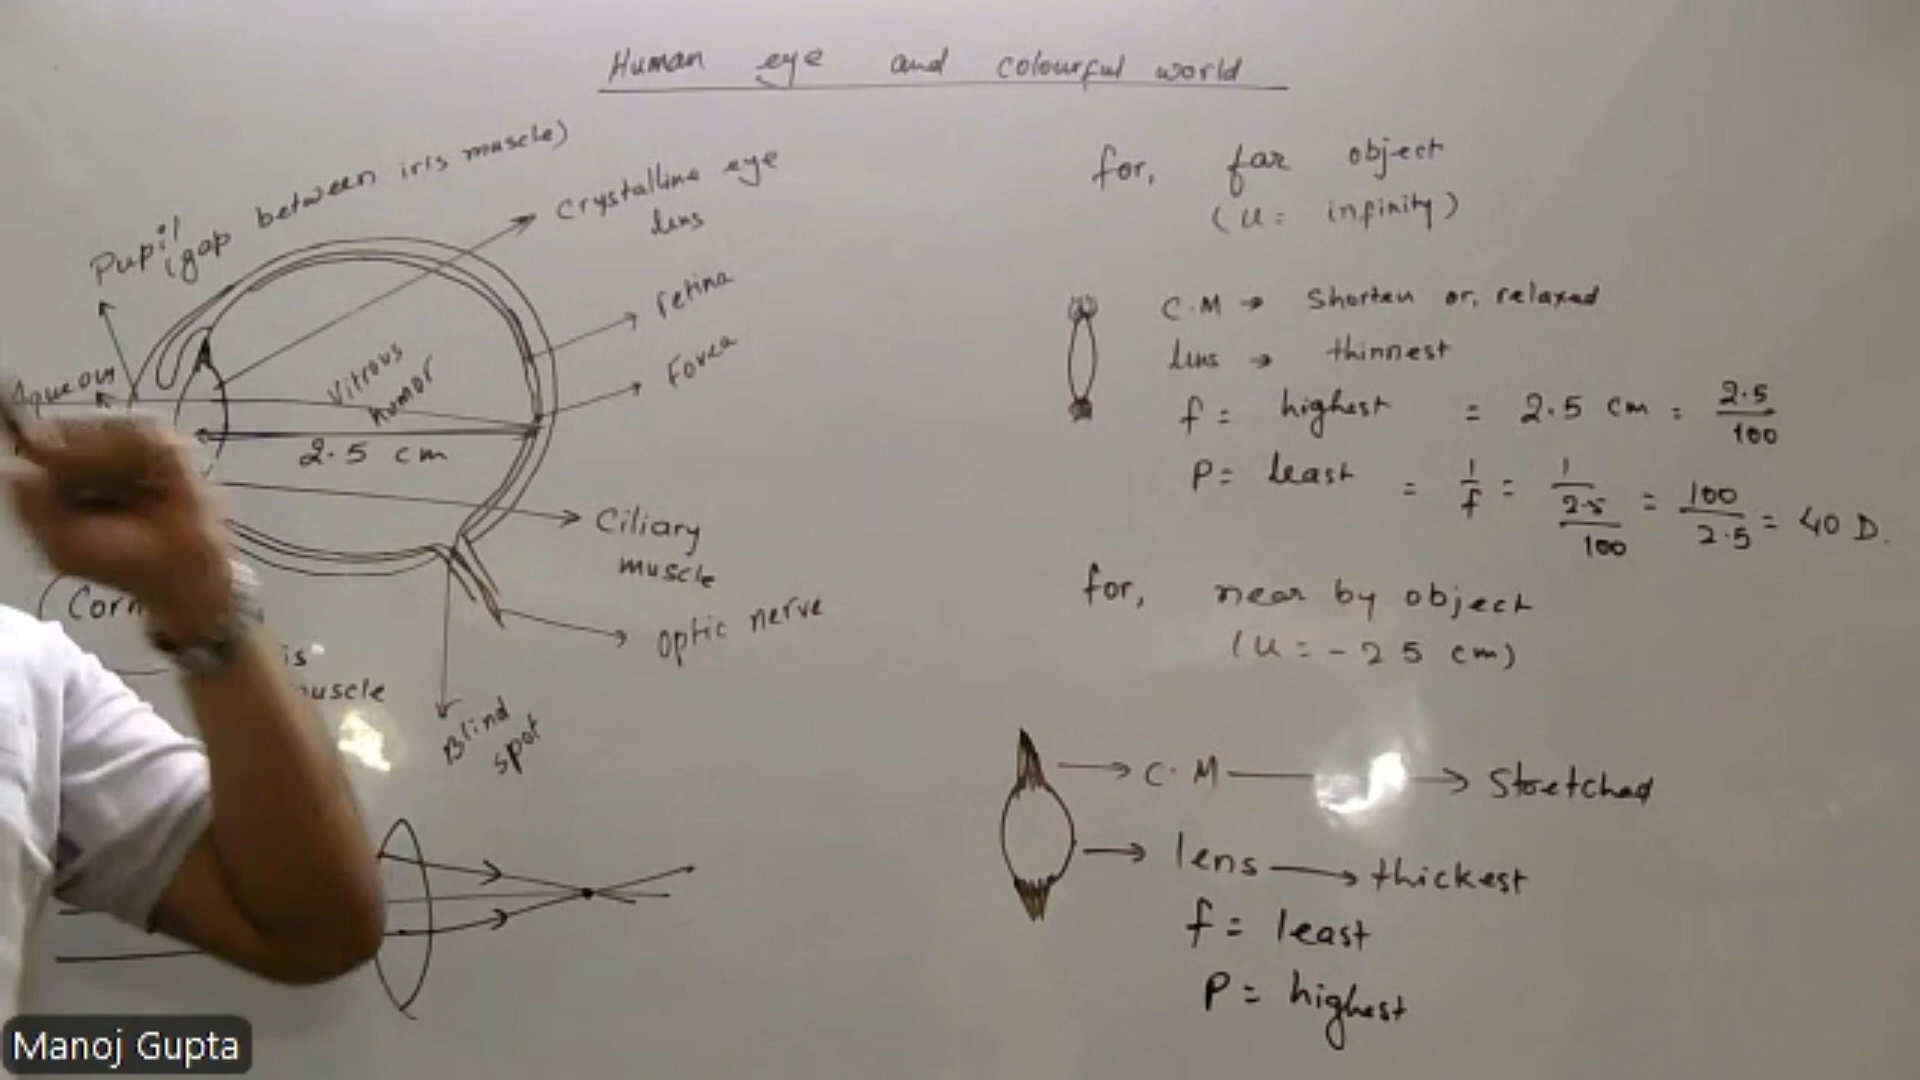 Human eye and colourful world
Pupil
(gap between iris muscle)
Crystalline eye
lens
retina
Fovea
Aqueous
Vitrous
humor
2.5 cm
Ciliary
muscle
Optic nerve
Blind
spot
muscle
for, far object
(u = infinity)
C.M → Shorten or, relaxed
lens → thinnest
f = highest = 2.5 cm = 2.5/100
P = least = 1/f = 1/(2.5/100) = 100/2.5 = 40 D.
for, near by object
(u = -25 cm)
→ C.M → Stretched
→ lens → thickest
f = least
P = highest
Manoj Gupta